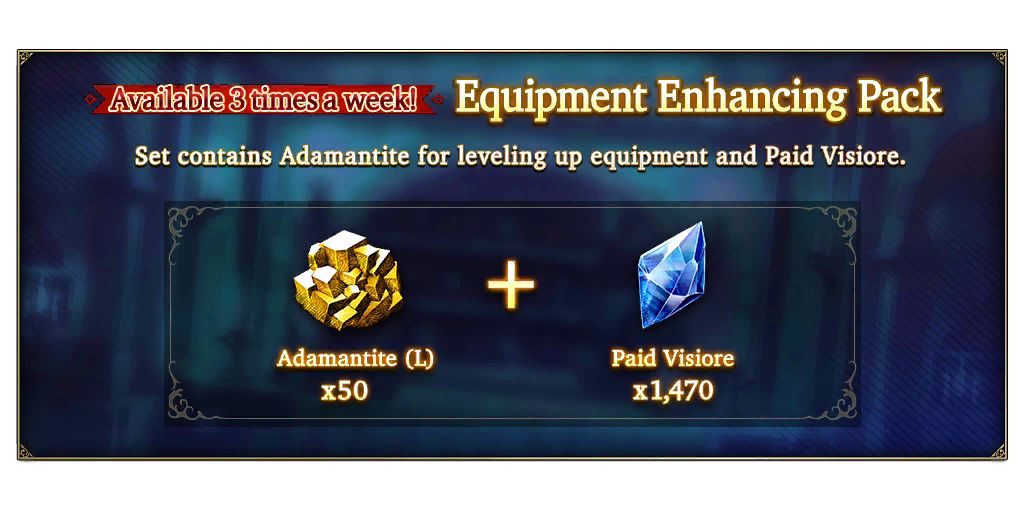 Available 3 times a week! Equipment Enhancing Pack
Set contains Adamantite for leveling up equipment and Paid Visiore.
+
Adamantite (L) Paid Visiore
x50 x1,470